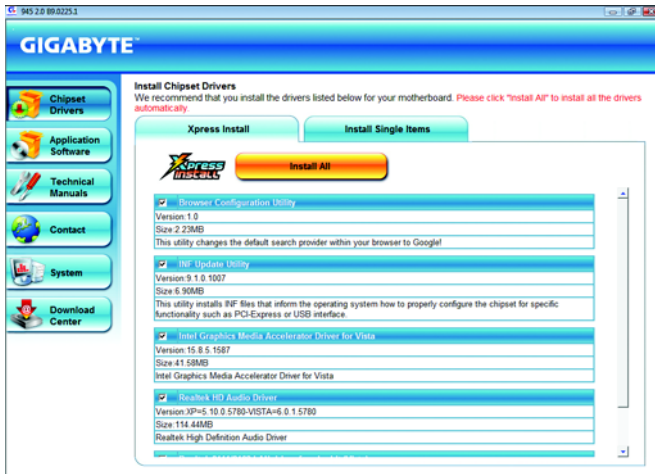 945 2.0 B9.0225.1
GIGABYTE™
Chipset
Drivers
Application
Software
Technical
Manuals
Contact
System
Download
Center
Install Chipset Drivers
We recommend that you install the drivers listed below for your motherboard. Please click "Install All" to install all the drivers
automatically.
Xpress Install
Install Single Items
Xpress
INSTALL
Install All
Browser Configuration Utility
Version:1.0
Size:2.23MB
This utility changes the default search provider within your browser to Google!
INF Update Utility
Version:9.1.0.1007
Size:6.90MB
This utility installs INF files that inform the operating system how to properly configure the chipset for specific
functionality such as PCI-Express or USB interface.
Intel Graphics Media Accelerator Driver for Vista
Version:15.8.5.1587
Size:41.58MB
Intel Graphics Media Accelerator Driver for Vista
Realtek HD Audio Driver
Version:XP=5.10.0.5780-VISTA=6.0.1.5780
Size:114.44MB
Realtek High Definition Audio Driver